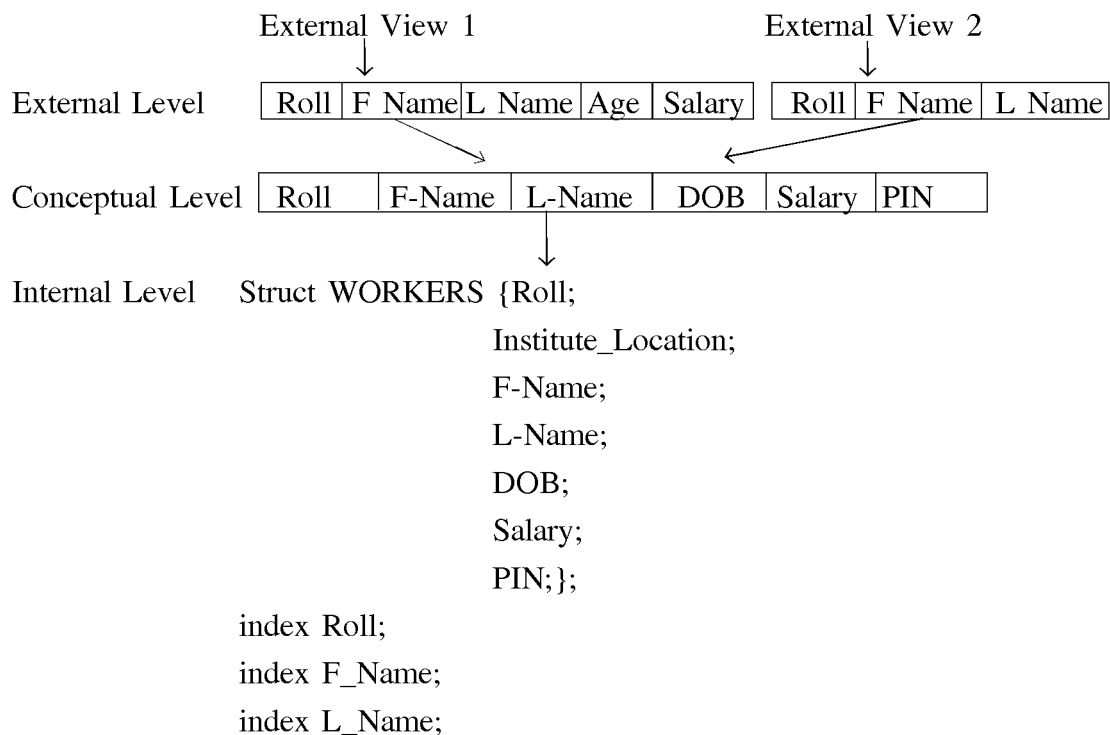 External View 1 External View 2
External Level Roll F Name L Name Age Salary Roll F Name L Name
Conceptual Level Roll F-Name L-Name DOB Salary PIN
Internal Level Struct WORKERS {Roll;
Institute_Location;
F-Name;
L-Name;
DOB;
Salary;
PIN;};
index Roll;
index F_Name;
index L_Name;